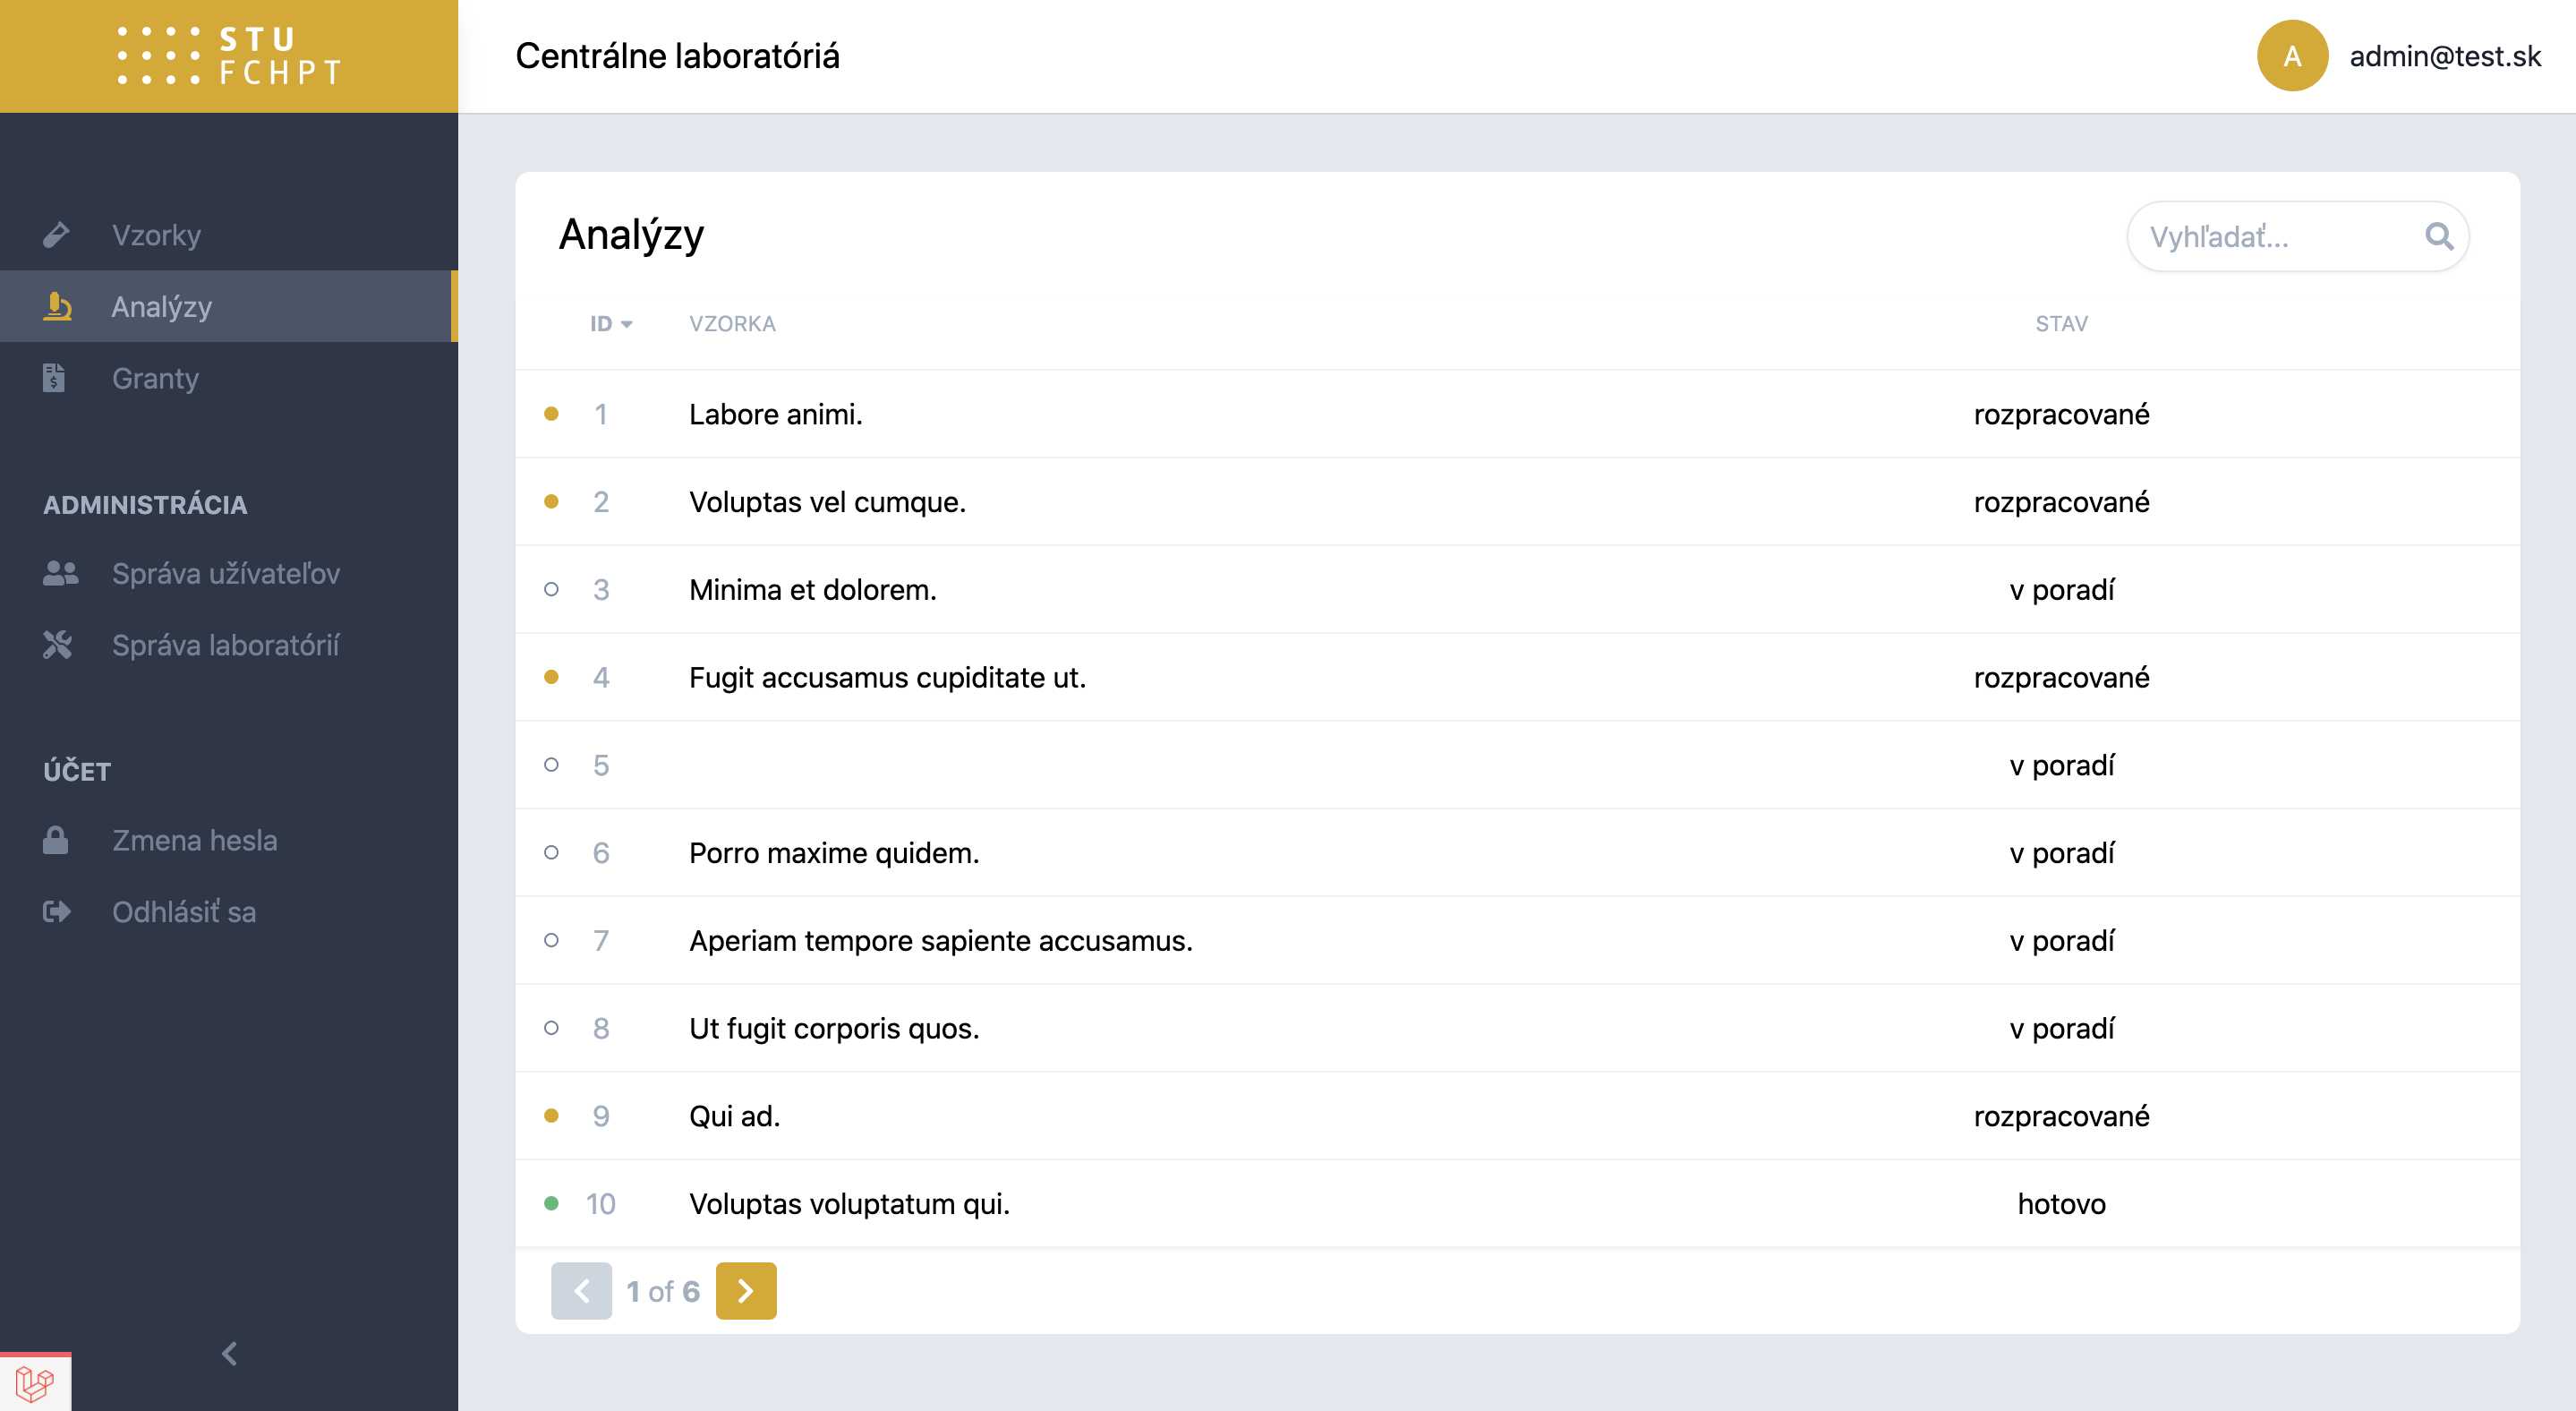 STU
FCHPT
Centrálne laboratóriá
A
admin@test.sk
Vzorky
Analýzy
Granty
ADMINISTRÁCIA
Správa užívateľov
Správa laboratórií
ÚČET
Zmena hesla
Odhlásiť sa
Analýzy
Vyhľadať...
ID VZORKA STAV
1 Labore animi. rozpracované
2 Voluptas vel cumque. rozpracované
3 Minima et dolorem. v poradí
4 Fugit accusamus cupiditate ut. rozpracované
5 v poradí
6 Porro maxime quidem. v poradí
7 Aperiam tempore sapiente accusamus. v poradí
8 Ut fugit corporis quos. v poradí
9 Qui ad. rozpracované
10 Voluptas voluptatum qui. hotovo
1 of 6